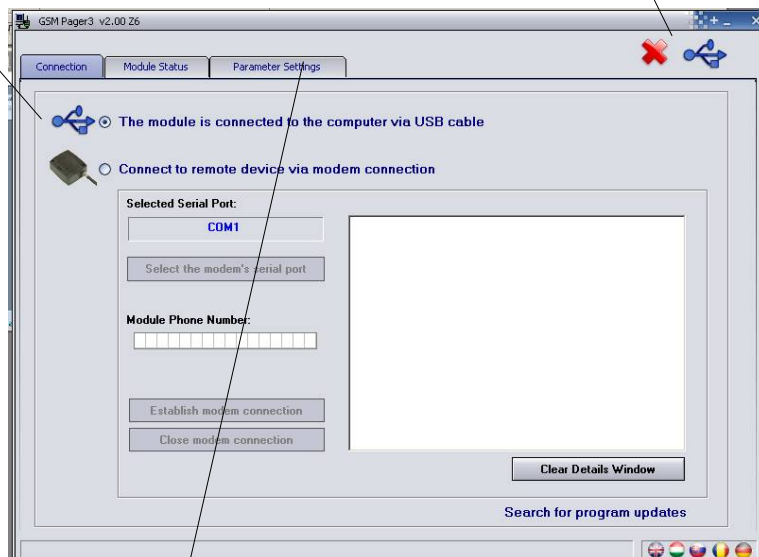 GSM Pager3 v2.00 Z6
Connection Module Status Parameter Settings
The module is connected to the computer via USB cable
Connect to remote device via modem connection
Selected Serial Port:
COM1
Select the modem's serial port
Module Phone Number:
Establish modem connection
Close modem connection
Clear Details Window
Search for program updates